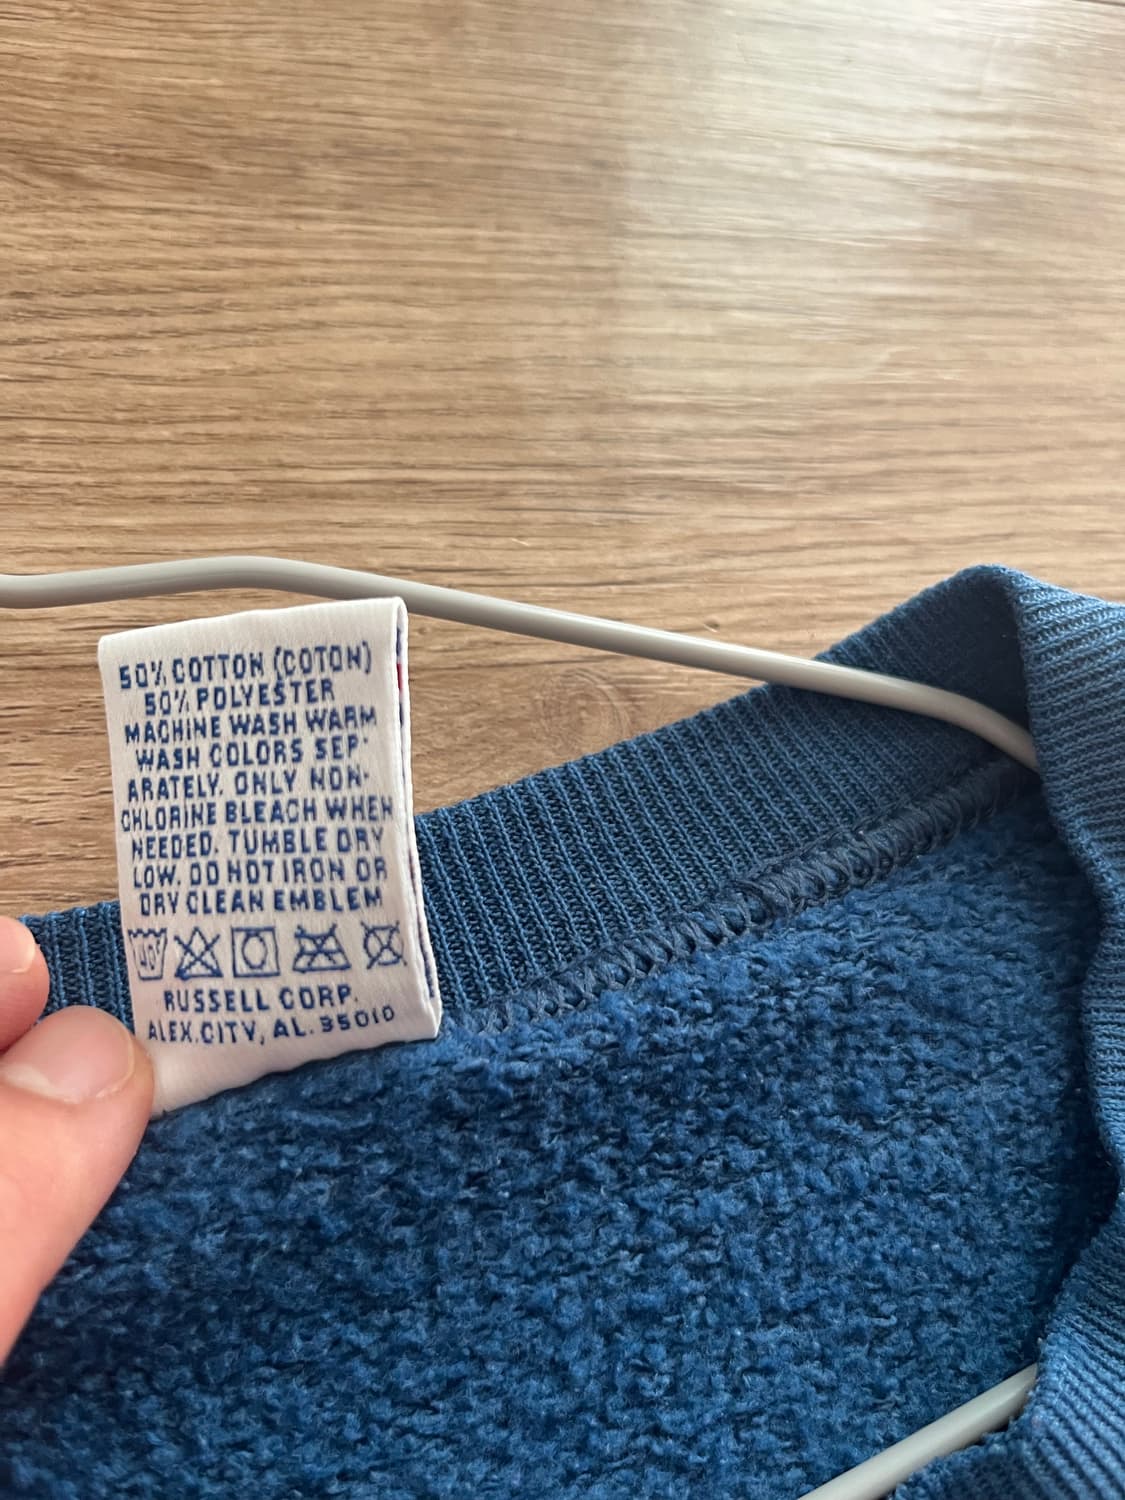 50% COTTON (COTON)
50% POLYESTER
MACHINE WASH WARM
WASH COLORS SEP-
ARATELY. ONLY NON-
CHLORINE BLEACH WHEN
NEEDED. TUMBLE DRY
LOW. DO NOT IRON OR
DRY CLEAN EMBLEM
40°
RUSSELL CORP.
ALEX.CITY, AL. 35010